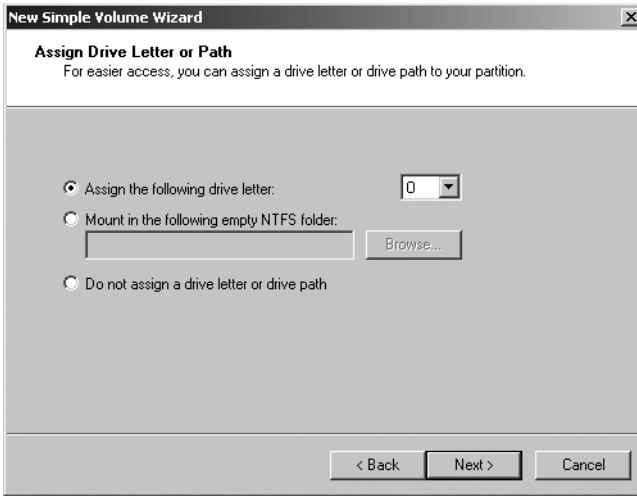 New Simple Volume Wizard
Assign Drive Letter or Path
For easier access, you can assign a drive letter or drive path to your partition.
Assign the following drive letter: O
Mount in the following empty NTFS folder:
Browse...
Do not assign a drive letter or drive path
< Back Next > Cancel